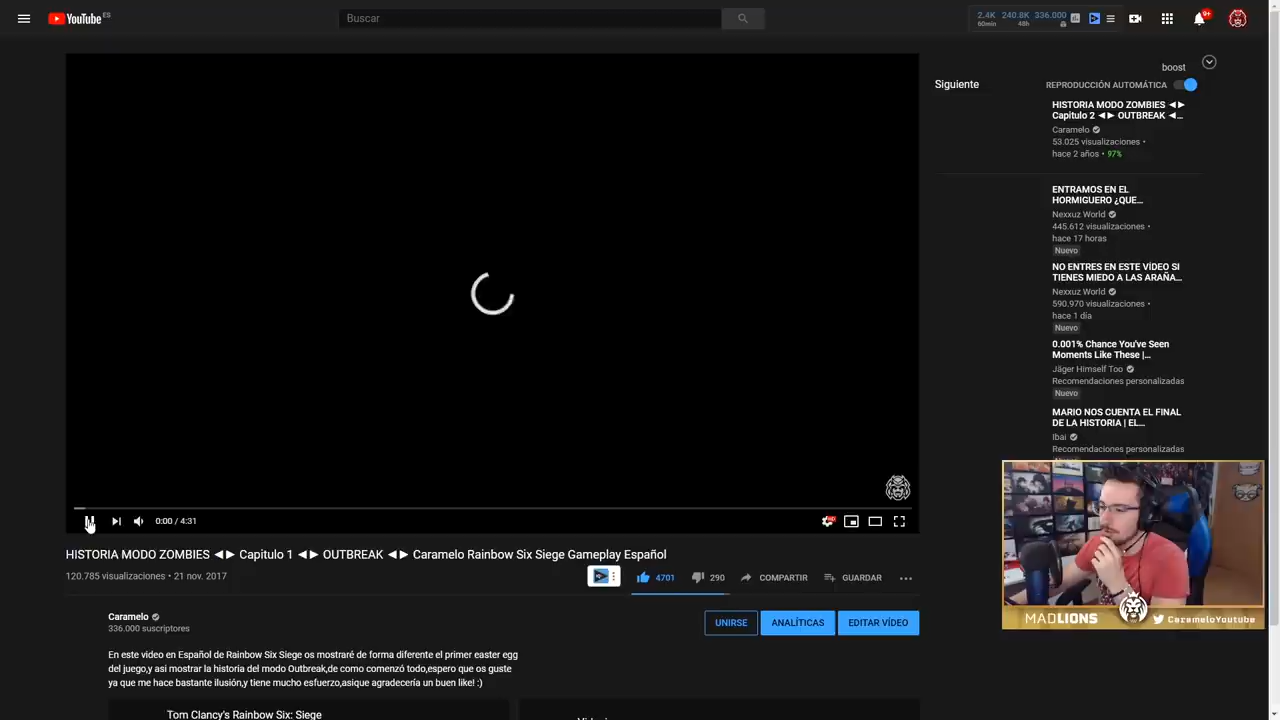 YouTube ES
Buscar
2.4K 240.8K 336.000
60min 48h
9+
boost
Siguiente
REPRODUCCIÓN AUTOMÁTICA
HISTORIA MODO ZOMBIES ◄►
Capitulo 2 ◄► OUTBREAK ◄...
Caramelo
53.025 visualizaciones •
hace 2 años • 97%
ENTRAMOS EN EL
HORMIGUERO ¿QUE...
Nexxuz World
445.612 visualizaciones •
hace 17 horas
Nuevo
NO ENTRES EN ESTE VÍDEO SI
TIENES MIEDO A LAS ARAÑA...
Nexxuz World
590.970 visualizaciones •
hace 1 día
Nuevo
0.001% Chance You've Seen
Moments Like These |...
Jäger Himself Too
Recomendaciones personalizadas
Nuevo
MARIO NOS CUENTA EL FINAL
DE LA HISTORIA | EL...
Ibai
Recomendaciones personalizadas
0:00 / 4:31
HD
HISTORIA MODO ZOMBIES ◄► Capitulo 1 ◄► OUTBREAK ◄► Caramelo Rainbow Six Siege Gameplay Español
120.785 visualizaciones • 21 nov. 2017
4701 290 COMPARTIR GUARDAR
Caramelo
336.000 suscriptores
UNIRSE ANALÍTICAS EDITAR VÍDEO
MADLIONS CarameloYoutube
En este video en Español de Rainbow Six Siege os mostraré de forma diferente el primer easter egg
del juego,y asi mostrar la historia del modo Outbreak,de como comenzó todo,espero que os guste
ya que me hace bastante ilusión,y tiene mucho esfuerzo,asique agradecería un buen like! :)
Tom Clancy's Rainbow Six: Siege